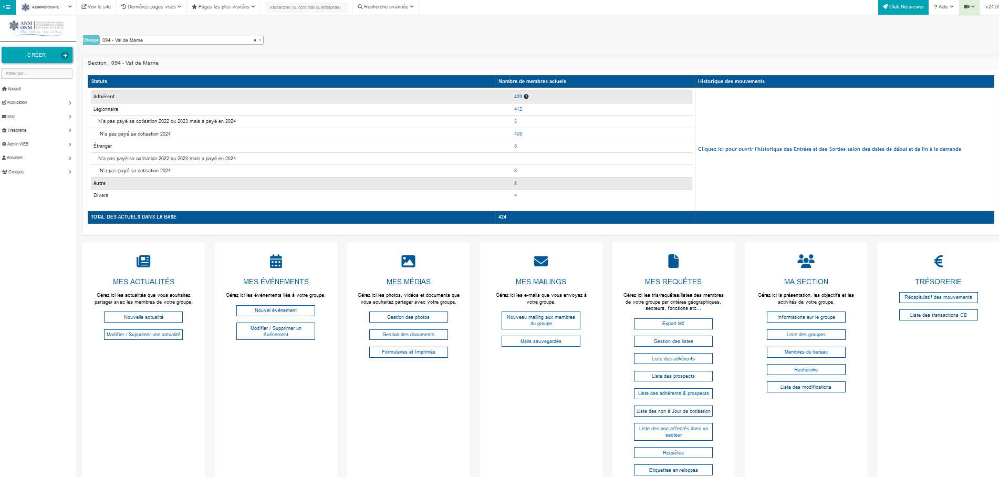 ADMINGROUPE
Voir le site
Dernières pages vues
Pages les plus visitées
Rechercher (Id, nom, mail ou entreprise)
Recherche avancée
Club Netanswer
? Aide
ANM
ONM
ASSOCIATION NATIONALE
DES MEMBRES DE L'ORDRE
NATIONAL DU MÉRITE
Nos valeurs, des actions
CRÉER
Filtrer par ...
Accueil
Publication
Mail
Trésorerie
Admin WEB
Annuaire
Groupes
Groupe
094 - Val de Marne
Section : 094 - Val de Marne
Statuts
Nombre de membres actuels
Historique des mouvements
Adhérent 420
Légionnaire 412
N'a pas payé sa cotisation 2022 ou 2023 mais a payé en 2024 3
N'a pas payé sa cotisation 2024 408
Étranger 8
N'a pas payé sa cotisation 2022 ou 2023 mais a payé en 2024
N'a pas payé sa cotisation 2024 8
Autre 4
Divers 4
Cliquez ici pour ouvrir l'historique des Entrées et des Sorties selon des dates de début et de fin à la demande
TOTAL DES ACTUELS DANS LA BASE 424
MES ACTUALITÉS
Gérez ici les actualités que vous souhaitez
partager avec les membres de votre groupe.
Nouvelle actualité
Modifier / Supprimer une actualité
MES ÉVÉNEMENTS
Gérez ici les événements liés à votre groupe.
Nouvel événement
Modifier / Supprimer un
événement
MES MÉDIAS
Gérez ici les photos, vidéos et documents que
vous souhaitez partager avec votre groupe.
Gestion des photos
Gestion des documents
Formulaires et Imprimés
MES MAILINGS
Gérez ici les e-mails que vous envoyez à
votre groupe.
Nouveau mailing aux membres
du groupe
Mails sauvegardés
MES REQUÊTES
Gérez ici les tris/requêtes/listes des membres
de votre groupe par critères géographiques,
secteurs, fonctions etc...
Export MX
Gestion des listes
Liste des adhérents
Liste des prospects
Liste des adhérents & prospects
Liste des non à Jour de cotisation
Liste des non affectés dans un
secteur
Requêtes
Etiquettes enveloppes
MA SECTION
Gérez ici la présentation, les objectifs et les
activités de votre groupe.
Informations sur le groupe
Liste des groupes
Membres du bureau
Recherche
Liste des modifications
TRÉSORERIE
Récapitulatif des mouvements
Liste des transactions CB